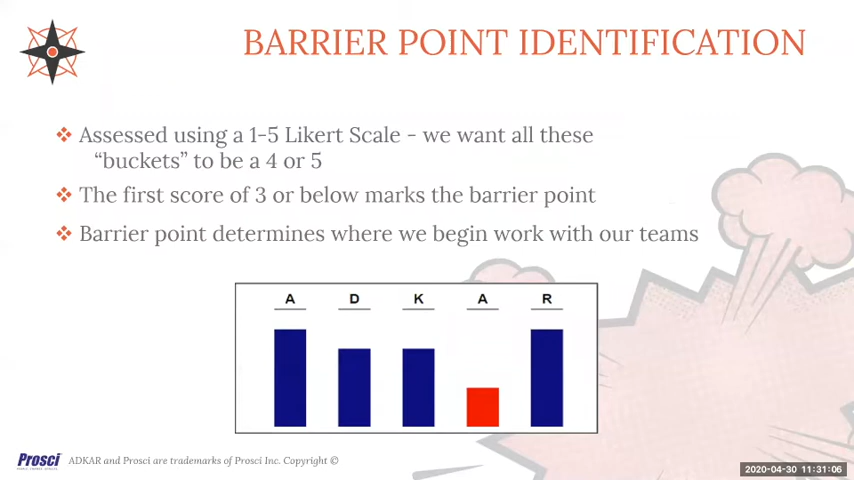 BARRIER POINT IDENTIFICATION
Assessed using a 1-5 Likert Scale - we want all these
“buckets” to be a 4 or 5
The first score of 3 or below marks the barrier point
Barrier point determines where we begin work with our teams
A D K A R
Prosci ADKAR and Prosci are trademarks of Prosci Inc. Copyright ©
2020-04-30 11:31:06